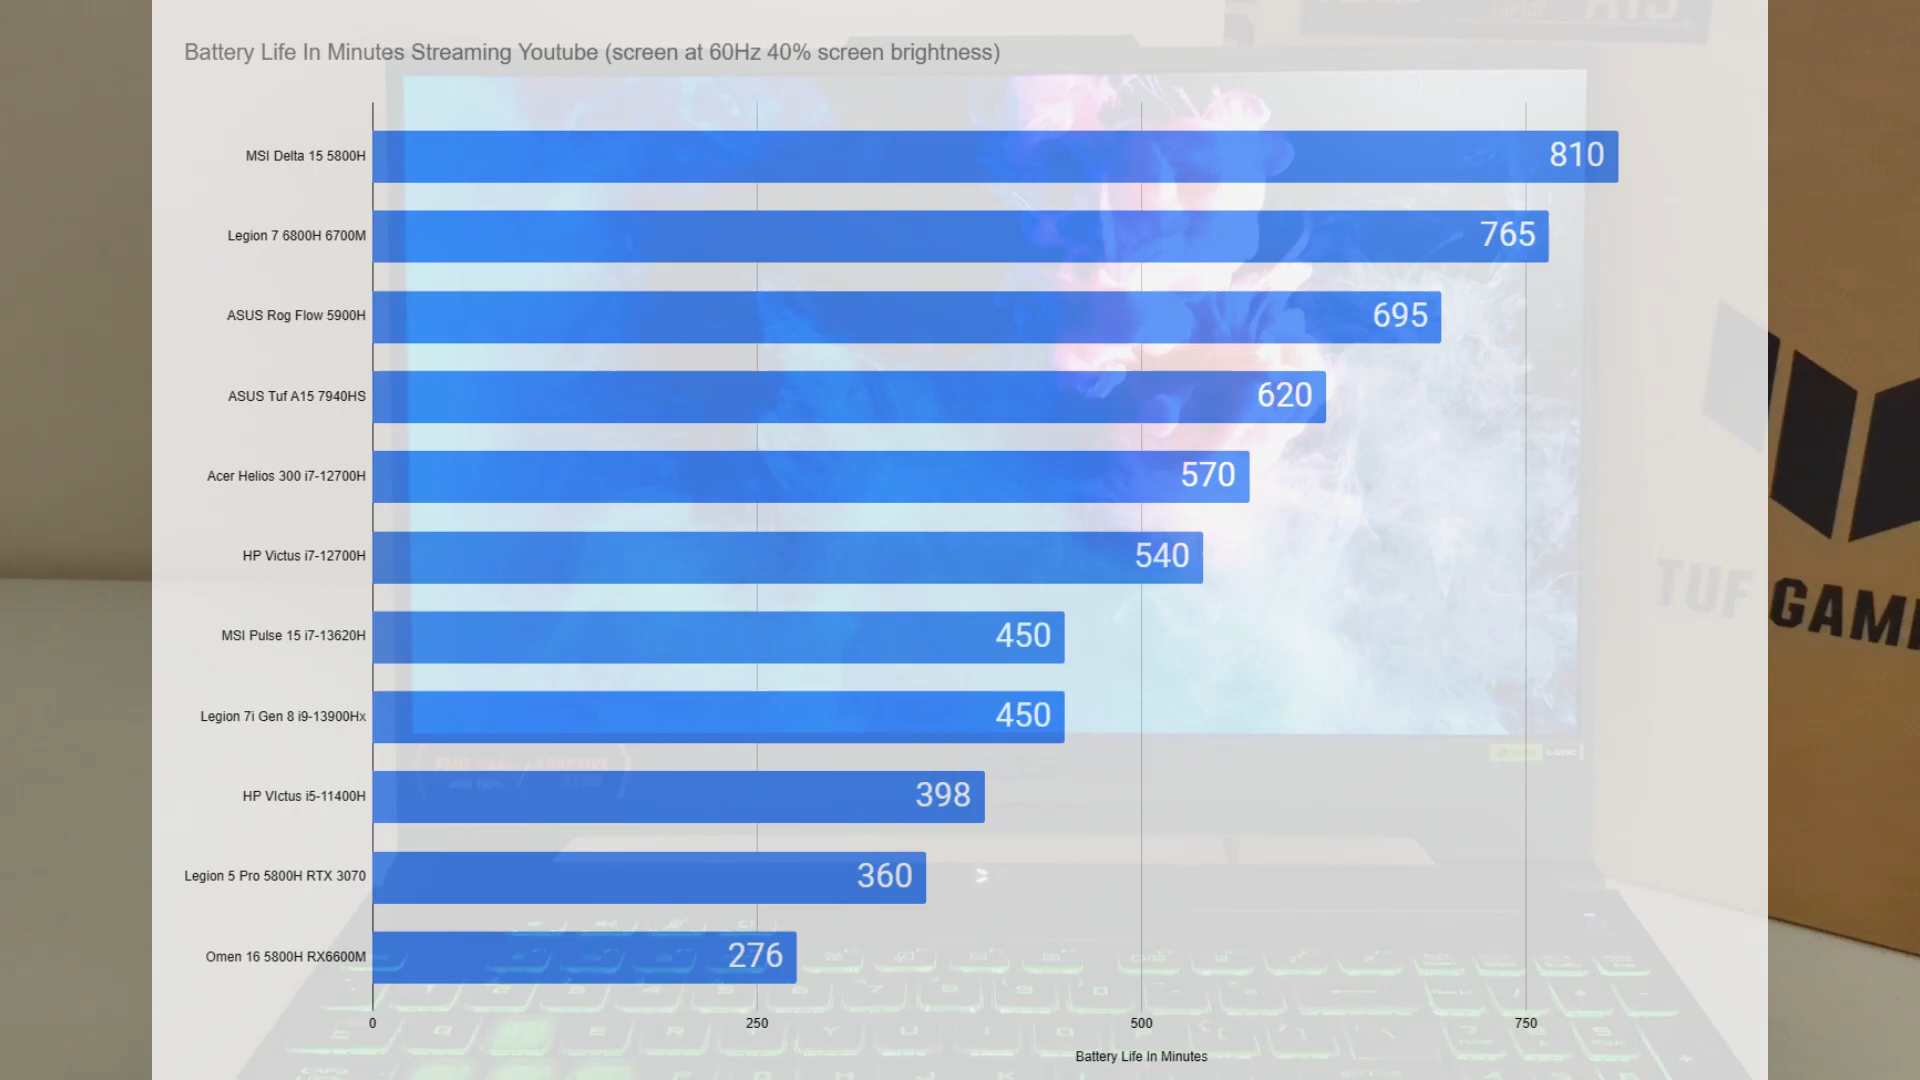 Battery Life In Minutes Streaming Youtube (screen at 60Hz 40% screen brightness)
MSI Delta 15 5800H 810
Legion 7 6800H 6700M 765
ASUS Rog Flow 5900H 695
ASUS Tuf A15 7940HS 620
Acer Helios 300 i7-12700H 570
HP Victus i7-12700H 540
MSI Pulse 15 i7-13620H 450
Legion 7i Gen 8 i9-13900Hx 450
HP VIctus i5-11400H 398
Legion 5 Pro 5800H RTX 3070 360
Omen 16 5800H RX6600M 276
0 250 500 750
Battery Life In Minutes
A15
TUF GAMI
G-SYNC